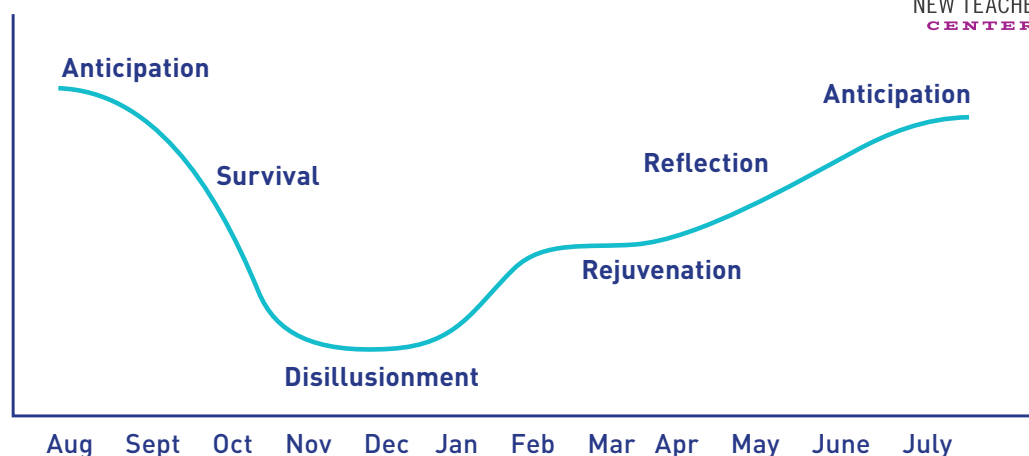 NEW TEACHE
CENTER
Anticipation
Anticipation
Survival
Reflection
Rejuvenation
Disillusionment
Aug Sept Oct Nov Dec Jan Feb Mar Apr May June July